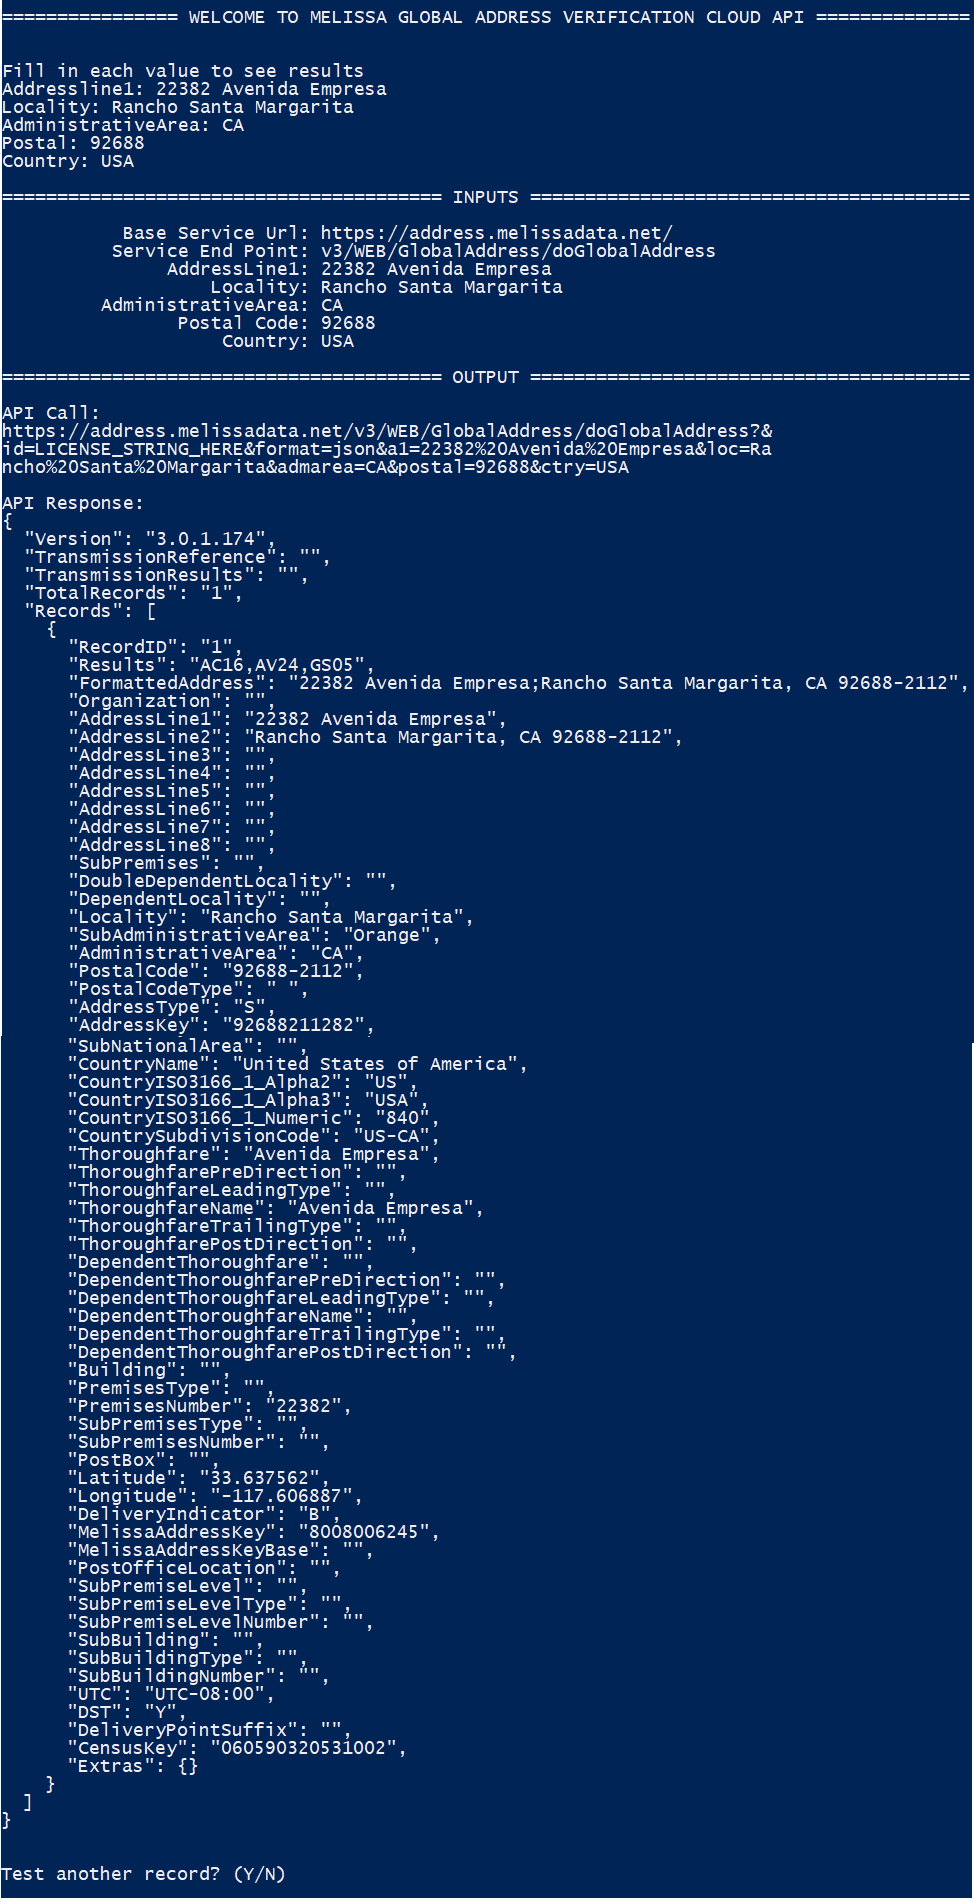 ================ WELCOME TO MELISSA GLOBAL ADDRESS VERIFICATION CLOUD API ==============
Fill in each value to see results
Addressline1: 22382 Avenida Empresa
Locality: Rancho Santa Margarita
AdministrativeArea: CA
Postal: 92688
Country: USA
======================================== INPUTS ========================================
Base Service Url: https://address.melissadata.net/
Service End Point: v3/WEB/GlobalAddress/doGlobalAddress
AddressLine1: 22382 Avenida Empresa
Locality: Rancho Santa Margarita
AdministrativeArea: CA
Postal Code: 92688
Country: USA
======================================== OUTPUT ========================================
API Call:
https://address.melissadata.net/v3/WEB/GlobalAddress/doGlobalAddress?&
id=LICENSE_STRING_HERE&format=json&a1=22382%20Avenida%20Empresa&loc=Ra
ncho%20Santa%20Margarita&admarea=CA&postal=92688&ctry=USA
API Response:
{
"Version": "3.0.1.174",
"TransmissionReference": "",
"TransmissionResults": "",
"TotalRecords": "1",
"Records": [
{
"RecordID": "1",
"Results": "AC16,AV24,GS05",
"FormattedAddress": "22382 Avenida Empresa;Rancho Santa Margarita, CA 92688-2112",
"Organization": "",
"AddressLine1": "22382 Avenida Empresa",
"AddressLine2": "Rancho Santa Margarita, CA 92688-2112",
"AddressLine3": "",
"AddressLine4": "",
"AddressLine5": "",
"AddressLine6": "",
"AddressLine7": "",
"AddressLine8": "",
"SubPremises": "",
"DoubleDependentLocality": "",
"DependentLocality": "",
"Locality": "Rancho Santa Margarita",
"SubAdministrativeArea": "Orange",
"AdministrativeArea": "CA",
"PostalCode": "92688-2112",
"PostalCodeType": " ",
"AddressType": "S",
"AddressKey": "92688211282",
"SubNationalArea": "",
"CountryName": "United States of America",
"CountryISO3166_1_Alpha2": "US",
"CountryISO3166_1_Alpha3": "USA",
"CountryISO3166_1_Numeric": "840",
"CountrySubdivisionCode": "US-CA",
"Thoroughfare": "Avenida Empresa",
"ThoroughfarePreDirection": "",
"ThoroughfareLeadingType": "",
"ThoroughfareName": "Avenida Empresa",
"ThoroughfareTrailingType": "",
"ThoroughfarePostDirection": "",
"DependentThoroughfare": "",
"DependentThoroughfarePreDirection": "",
"DependentThoroughfareLeadingType": "",
"DependentThoroughfareName": "",
"DependentThoroughfareTrailingType": "",
"DependentThoroughfarePostDirection": "",
"Building": "",
"PremisesType": "",
"PremisesNumber": "22382",
"SubPremisesType": "",
"SubPremisesNumber": "",
"PostBox": "",
"Latitude": "33.637562",
"Longitude": "-117.606887",
"DeliveryIndicator": "B",
"MelissaAddressKey": "8008006245",
"MelissaAddressKeyBase": "",
"PostOfficeLocation": "",
"SubPremiseLevel": "",
"SubPremiseLevelType": "",
"SubPremiseLevelNumber": "",
"SubBuilding": "",
"SubBuildingType": "",
"SubBuildingNumber": "",
"UTC": "UTC-08:00",
"DST": "Y",
"DeliveryPointSuffix": "",
"CensusKey": "060590320531002",
"Extras": {}
}
]
}
Test another record? (Y/N)